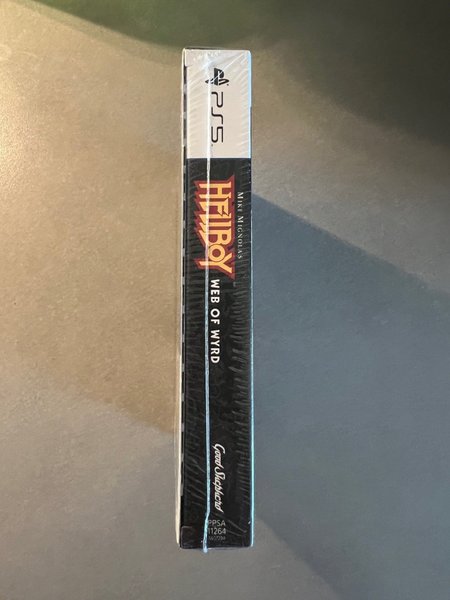 PS5
MIKE MIGNOLA'S
HELLBOY
WEB OF WYRD
Good Shepherd
PPSA
11264